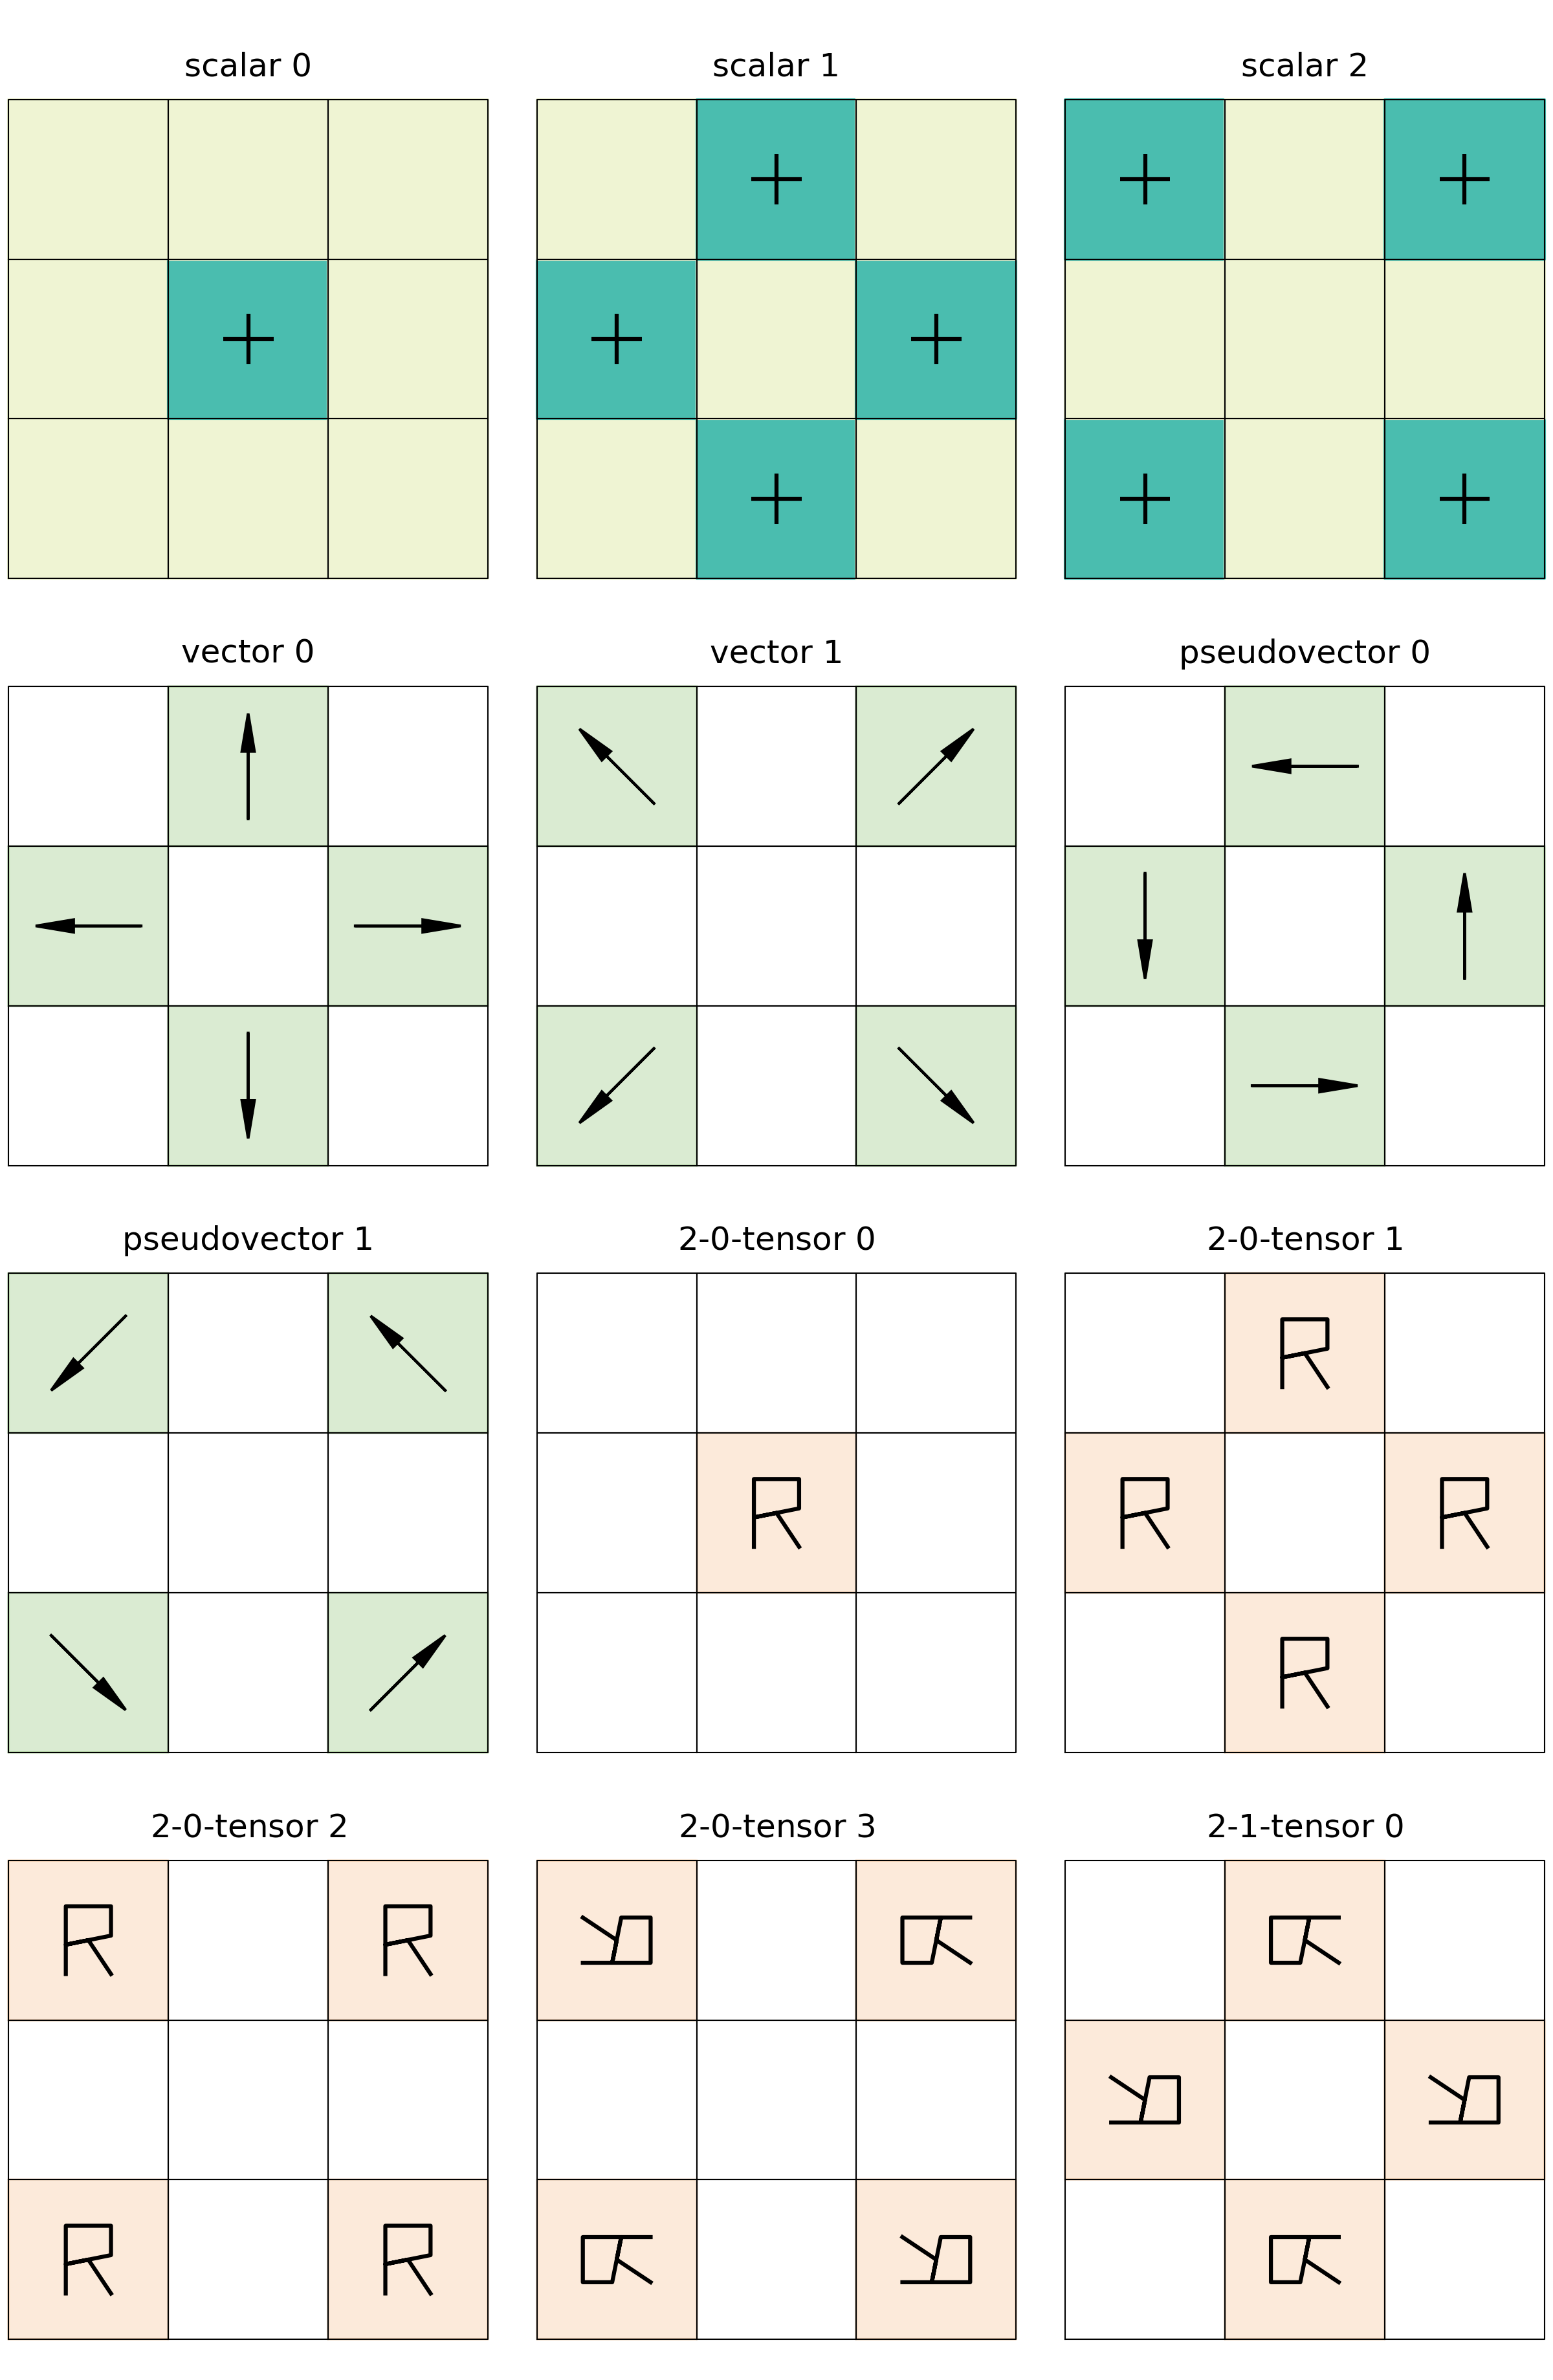 scalar 0 scalar 1 scalar 2
+
+ +
+
+ + +
+
+ +
vector 0 vector 1 pseudovector 0
pseudovector 1 2-0-tensor 0 2-0-tensor 1
R
R
R R
R
2-0-tensor 2 2-0-tensor 3 2-1-tensor 0
R R R R R
R R
R R R R R